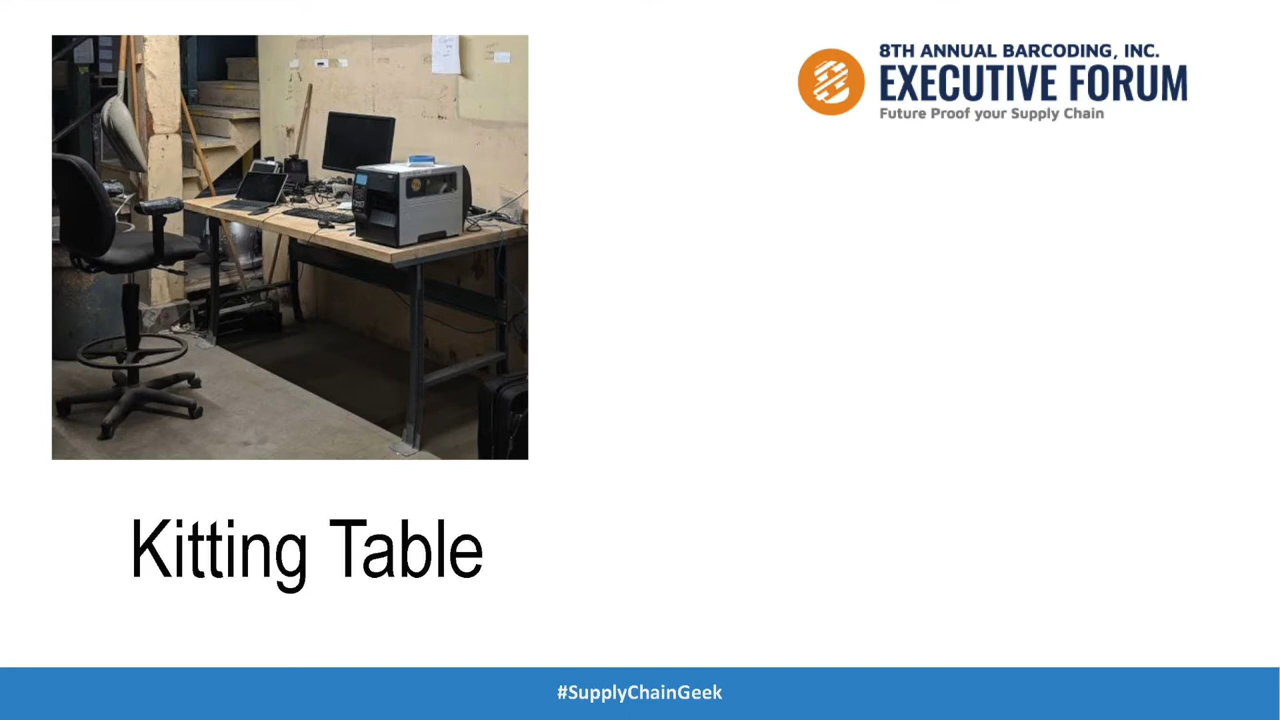 8TH ANNUAL BARCODING, INC.
EXECUTIVE FORUM
Future Proof your Supply Chain
Kitting Table
#SupplyChainGeek